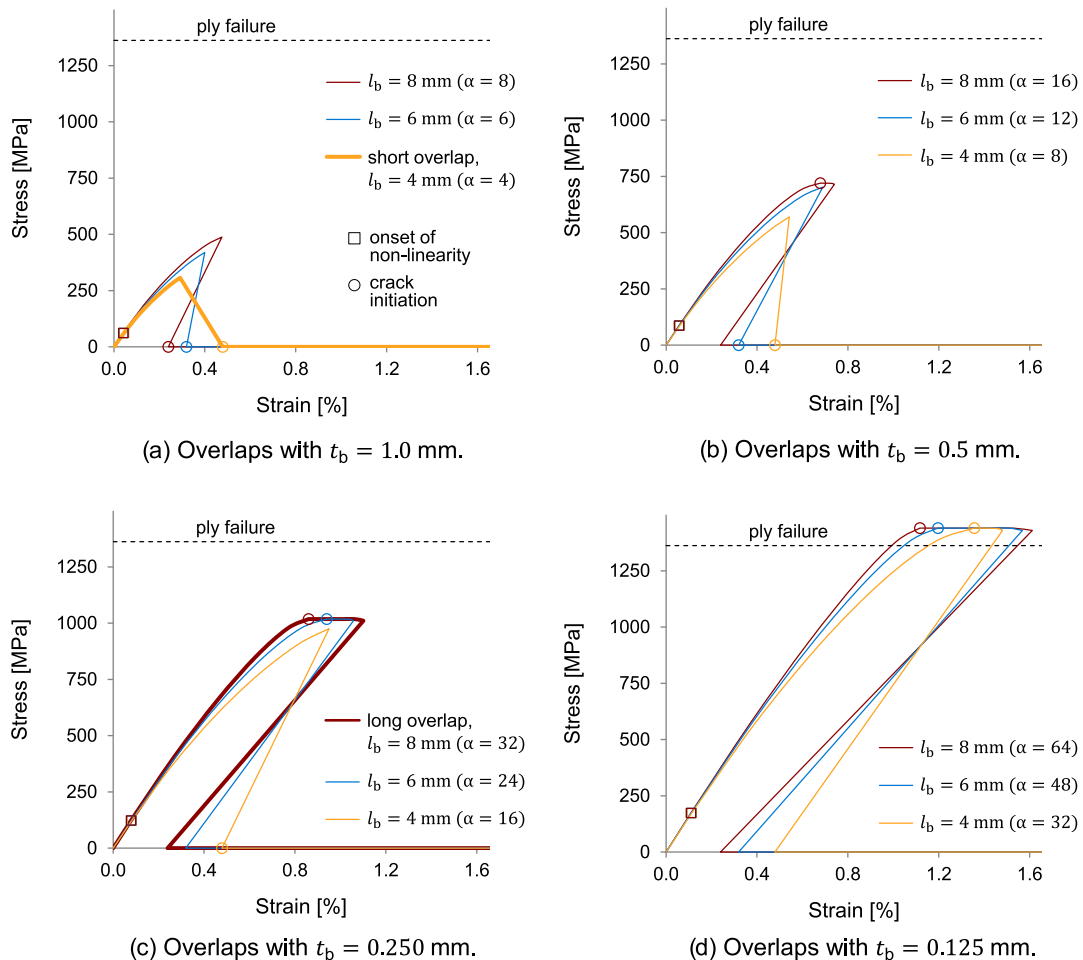 ply failure
1250
1000
750
500
250
0
Stress [MPa]
l_b = 8 mm (α = 8)
l_b = 6 mm (α = 6)
short overlap,
l_b = 4 mm (α = 4)
onset of
non-linearity
crack
initiation
0.0 0.4 0.8 1.2 1.6
Strain [%]
(a) Overlaps with t_b = 1.0 mm.
ply failure
1250
1000
750
500
250
0
Stress [MPa]
l_b = 8 mm (α = 16)
l_b = 6 mm (α = 12)
l_b = 4 mm (α = 8)
0.0 0.4 0.8 1.2 1.6
Strain [%]
(b) Overlaps with t_b = 0.5 mm.
ply failure
1250
1000
750
500
250
0
Stress [MPa]
long overlap,
l_b = 8 mm (α = 32)
l_b = 6 mm (α = 24)
l_b = 4 mm (α = 16)
0.0 0.4 0.8 1.2 1.6
Strain [%]
(c) Overlaps with t_b = 0.250 mm.
ply failure
1250
1000
750
500
250
0
Stress [MPa]
l_b = 8 mm (α = 64)
l_b = 6 mm (α = 48)
l_b = 4 mm (α = 32)
0.0 0.4 0.8 1.2 1.6
Strain [%]
(d) Overlaps with t_b = 0.125 mm.